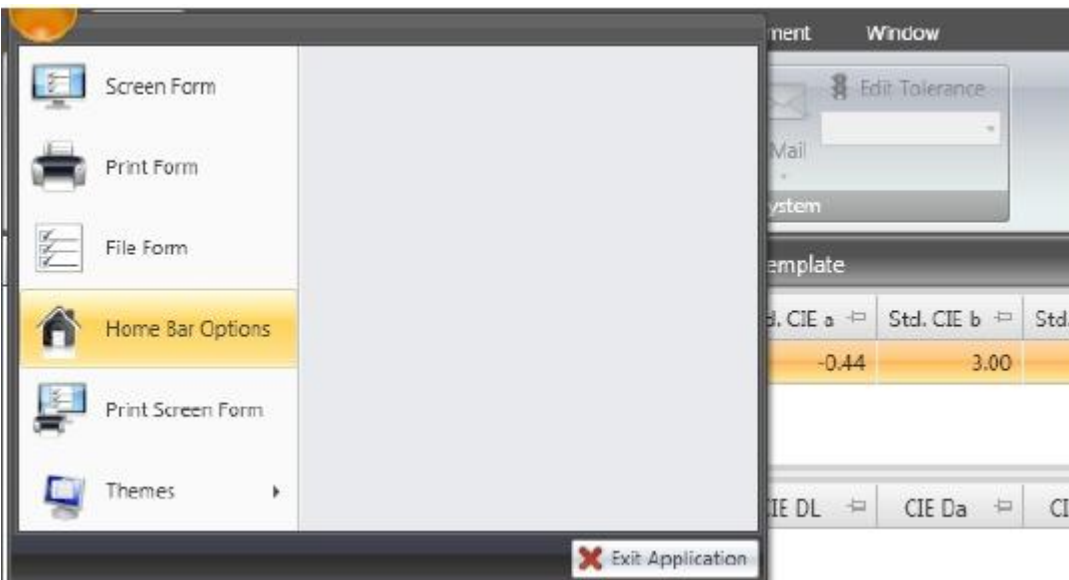 Screen Form
Print Form
File Form
Home Bar Options
Print Screen Form
Themes
Exit Application
ment Window
Edit Tolerance
Mail
ystem
emplate
d. CIE a Std. CIE b Std.
-0.44 3.00
CIE DL CIE Da CI